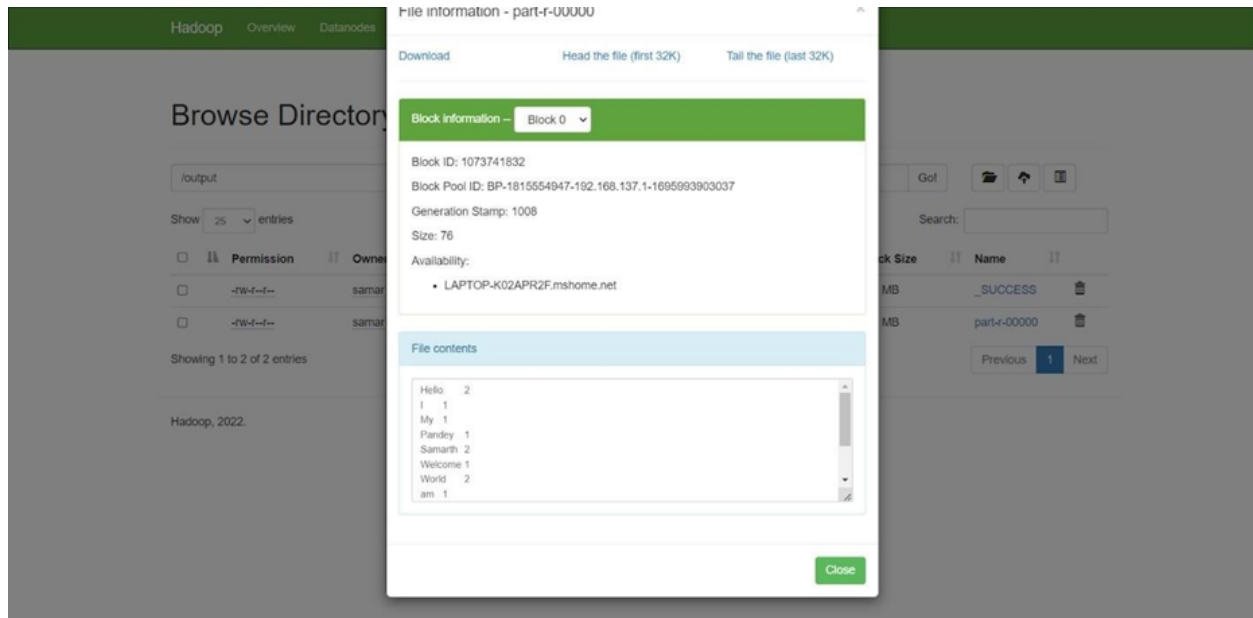 Hadoop Overview Datanodes
File information - part-r-00000 ×
Download Head the file (first 32K) Tail the file (last 32K)
Browse Directory
Block information -- Block 0
Block ID: 1073741832
Block Pool ID: BP-1815554947-192.168.137.1-1695993903037
Generation Stamp: 1008
Size: 76
Availability:
LAPTOP-K02APR2F.mshome.net
/output Go!
Show 25 entries Search:
Permission Owne ck Size Name
-rw-r--r-- samar MB _SUCCESS
-rw-r--r-- samar MB part-r-00000
Showing 1 to 2 of 2 entries Previous 1 Next
File contents
Hello 2
I 1
My 1
Pandey 1
Samarth 2
Welcome 1
World 2
am 1
Hadoop, 2022.
Close